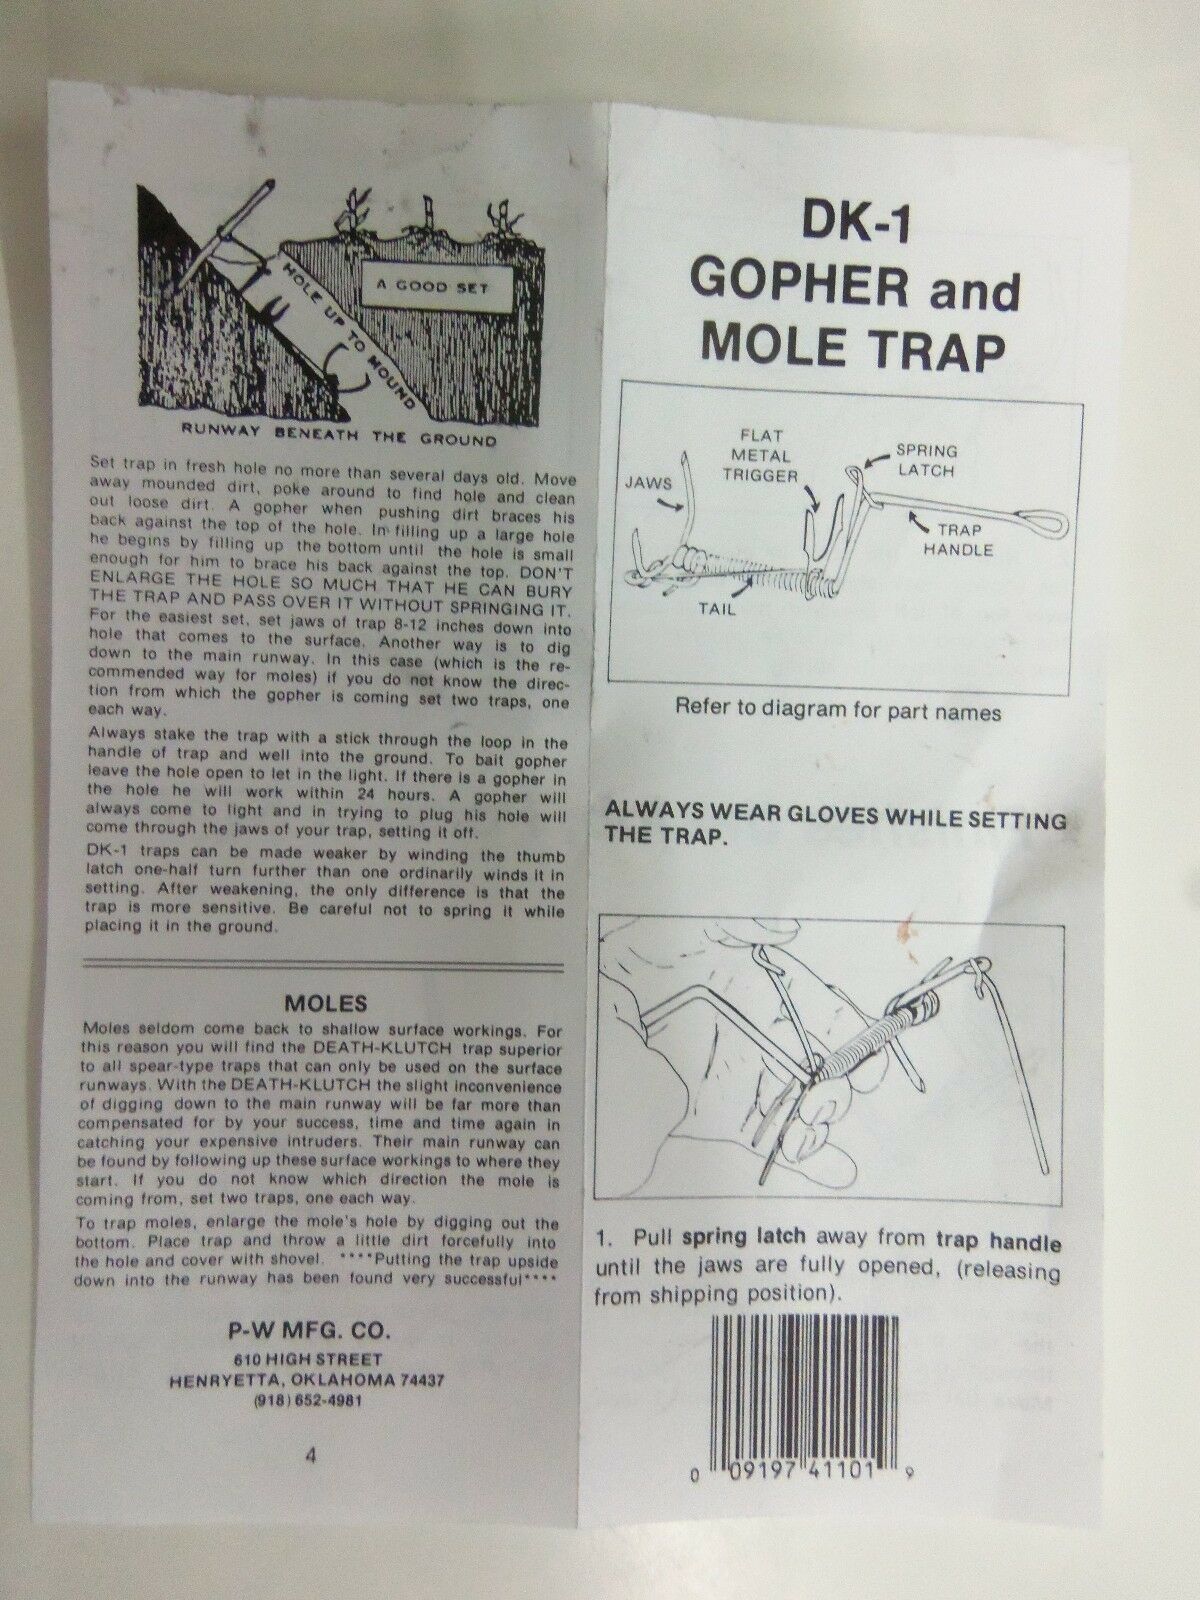 HOLE UP TO MOUND
A GOOD SET
RUNWAY BENEATH THE GROUND
Set trap in fresh hole no more than several days old. Move
away mounded dirt, poke around to find hole and clean
out loose dirt. A gopher when pushing dirt braces his
back against the top of the hole. In filling up a large hole
he begins by filling up the bottom until the hole is small
enough for him to brace his back against the top. DON'T
ENLARGE THE HOLE SO MUCH THAT HE CAN BURY
THE TRAP AND PASS OVER IT WITHOUT SPRINGING IT.
For the easiest set, set jaws of trap 8-12 inches down into
hole that comes to the surface. Another way is to dig
down to the main runway. In this case (which is the re-
commended way for moles) if you do not know the direc-
tion from which the gopher is coming set two traps, one
each way.
Always stake the trap with a stick through the loop in the
handle of trap and well into the ground. To bait gopher
leave the hole open to let in the light. If there is a gopher in
the hole he will work within 24 hours. A gopher will
always come to light and in trying to plug his hole will
come through the jaws of your trap, setting it off.
DK-1 traps can be made weaker by winding the thumb
latch one-half turn further than one ordinarily winds it in
setting. After weakening, the only difference is that the
trap is more sensitive. Be careful not to spring it while
placing it in the ground.
MOLES
Moles seldom come back to shallow surface workings. For
this reason you will find the DEATH-KLUTCH trap superior
to all spear-type traps that can only be used on the surface
runways. With the DEATH-KLUTCH the slight inconvenience
of digging down to the main runway will be far more than
compensated for by your success, time and time again in
catching your expensive intruders. Their main runway can
be found by following up these surface workings to where they
start. If you do not know which direction the mole is
coming from, set two traps, one each way.
To trap moles, enlarge the mole's hole by digging out the
bottom. Place trap and throw a little dirt forcefully into
the hole and cover with shovel. ****Putting the trap upside
down into the runway has been found very successful****
P-W MFG. CO.
610 HIGH STREET
HENRYETTA, OKLAHOMA 74437
(918) 652-4981
4
DK-1
GOPHER and
MOLE TRAP
JAWS
FLAT
METAL
TRIGGER
SPRING
LATCH
TRAP
HANDLE
TAIL
Refer to diagram for part names
ALWAYS WEAR GLOVES WHILE SETTING
THE TRAP.
1. Pull spring latch away from trap handle
until the jaws are fully opened, (releasing
from shipping position).
0 09197 41101 9